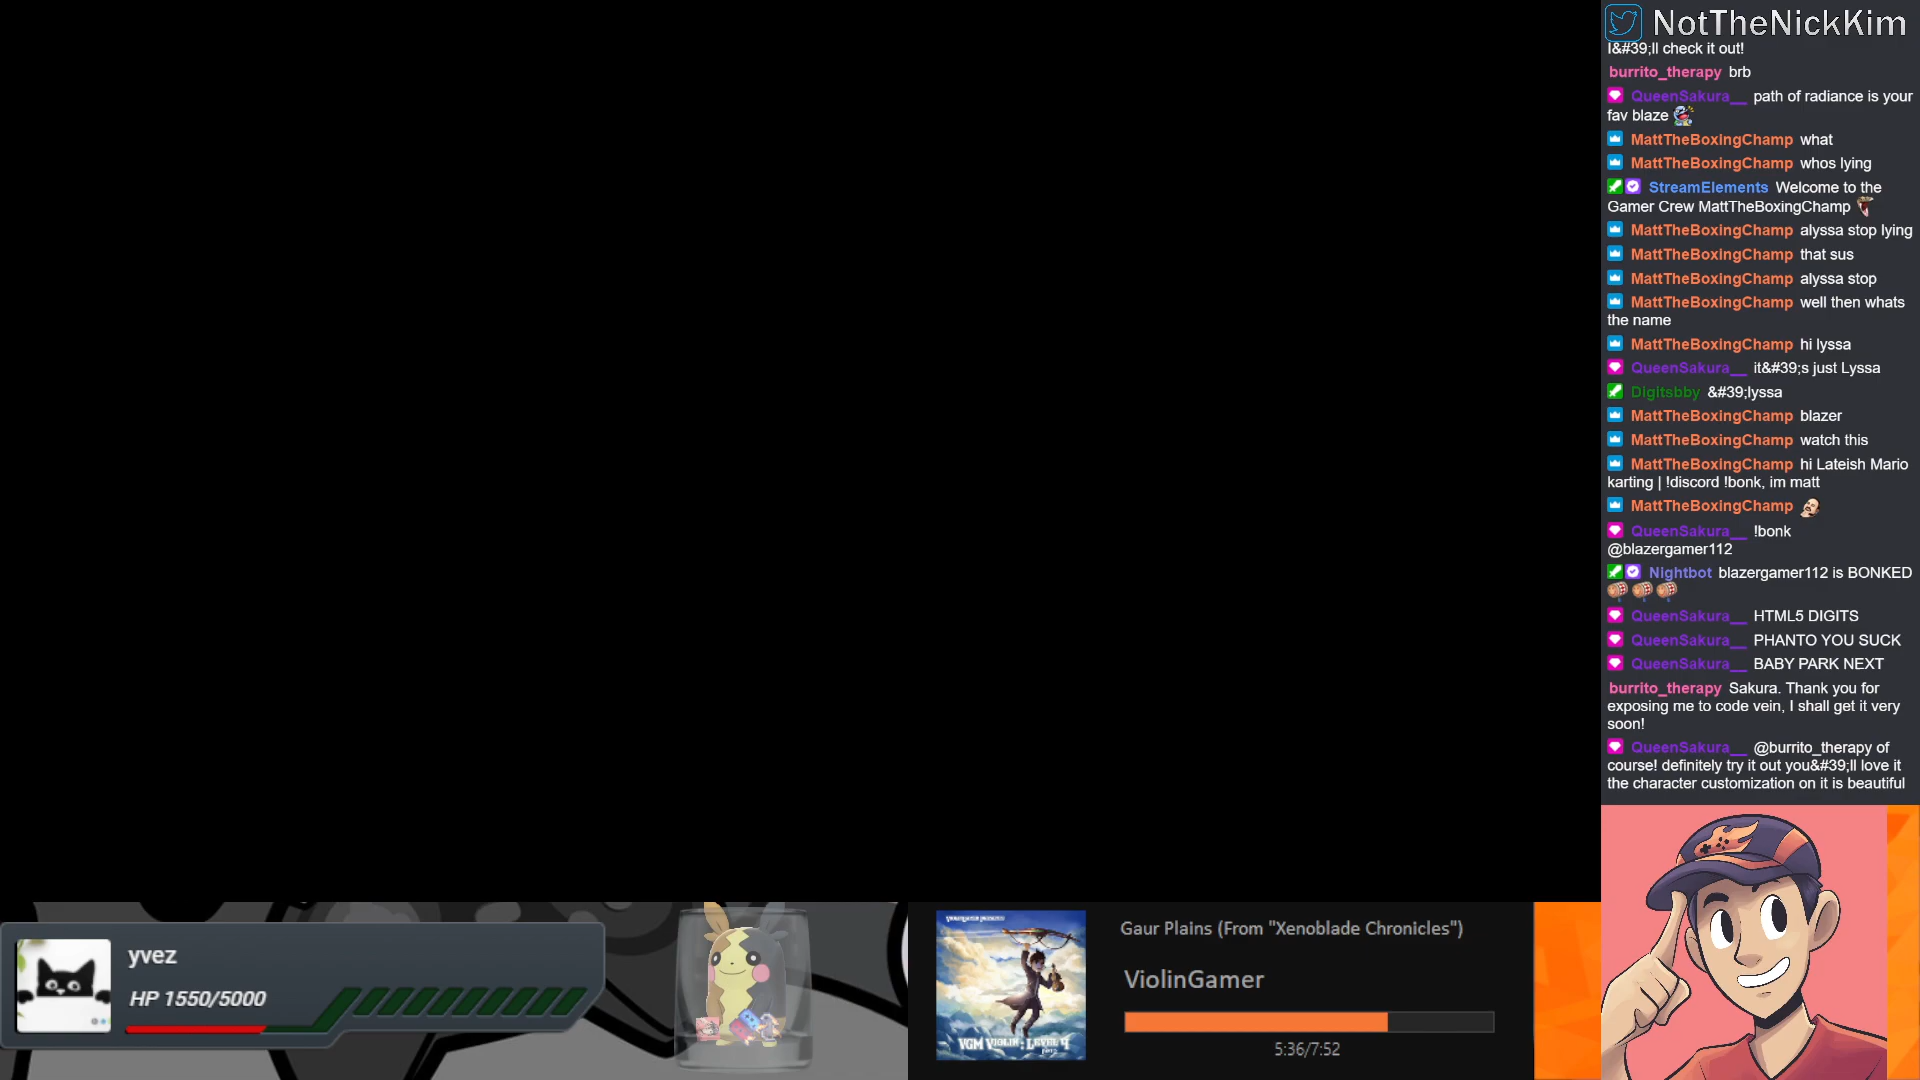 NotTheNickKim
I&#39;ll check it out!
burrito_therapy brb
QueenSakura__ path of radiance is your
fav blaze
MattTheBoxingChamp what
MattTheBoxingChamp whos lying
StreamElements Welcome to the
Gamer Crew MattTheBoxingChamp
MattTheBoxingChamp alyssa stop lying
MattTheBoxingChamp that sus
MattTheBoxingChamp alyssa stop
MattTheBoxingChamp well then whats
the name
MattTheBoxingChamp hi lyssa
QueenSakura__ it&#39;s just Lyssa
Digitsbby &#39;lyssa
MattTheBoxingChamp blazer
MattTheBoxingChamp watch this
MattTheBoxingChamp hi Lateish Mario
karting | !discord !bonk, im matt
MattTheBoxingChamp
QueenSakura__ !bonk
@blazergamer112
Nightbot blazergamer112 is BONKED
QueenSakura__ HTML5 DIGITS
QueenSakura__ PHANTO YOU SUCK
QueenSakura__ BABY PARK NEXT
burrito_therapy Sakura. Thank you for
exposing me to code vein, I shall get it very
soon!
QueenSakura__ @burrito_therapy of
course! definitely try it out you&#39;ll love it
the character customization on it is beautiful
yvez
HP 1550/5000
VGM VIOLIN: LEVEL 4
Gaur Plains (From "Xenoblade Chronicles")
ViolinGamer
5:36/7:52